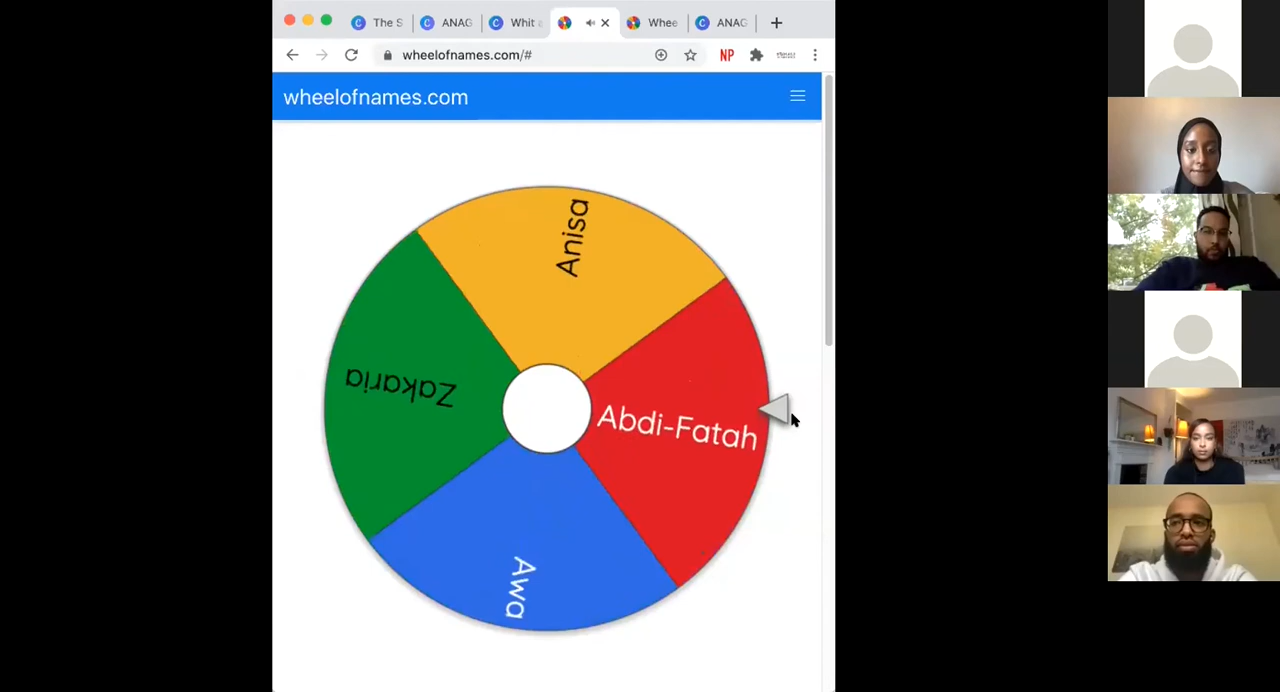 The S
ANAG
Whit
Whee
ANAG
wheelofnames.com/#
NP
wheelofnames.com
Anisa
Zakaria
Abdi-Fatah
Awa